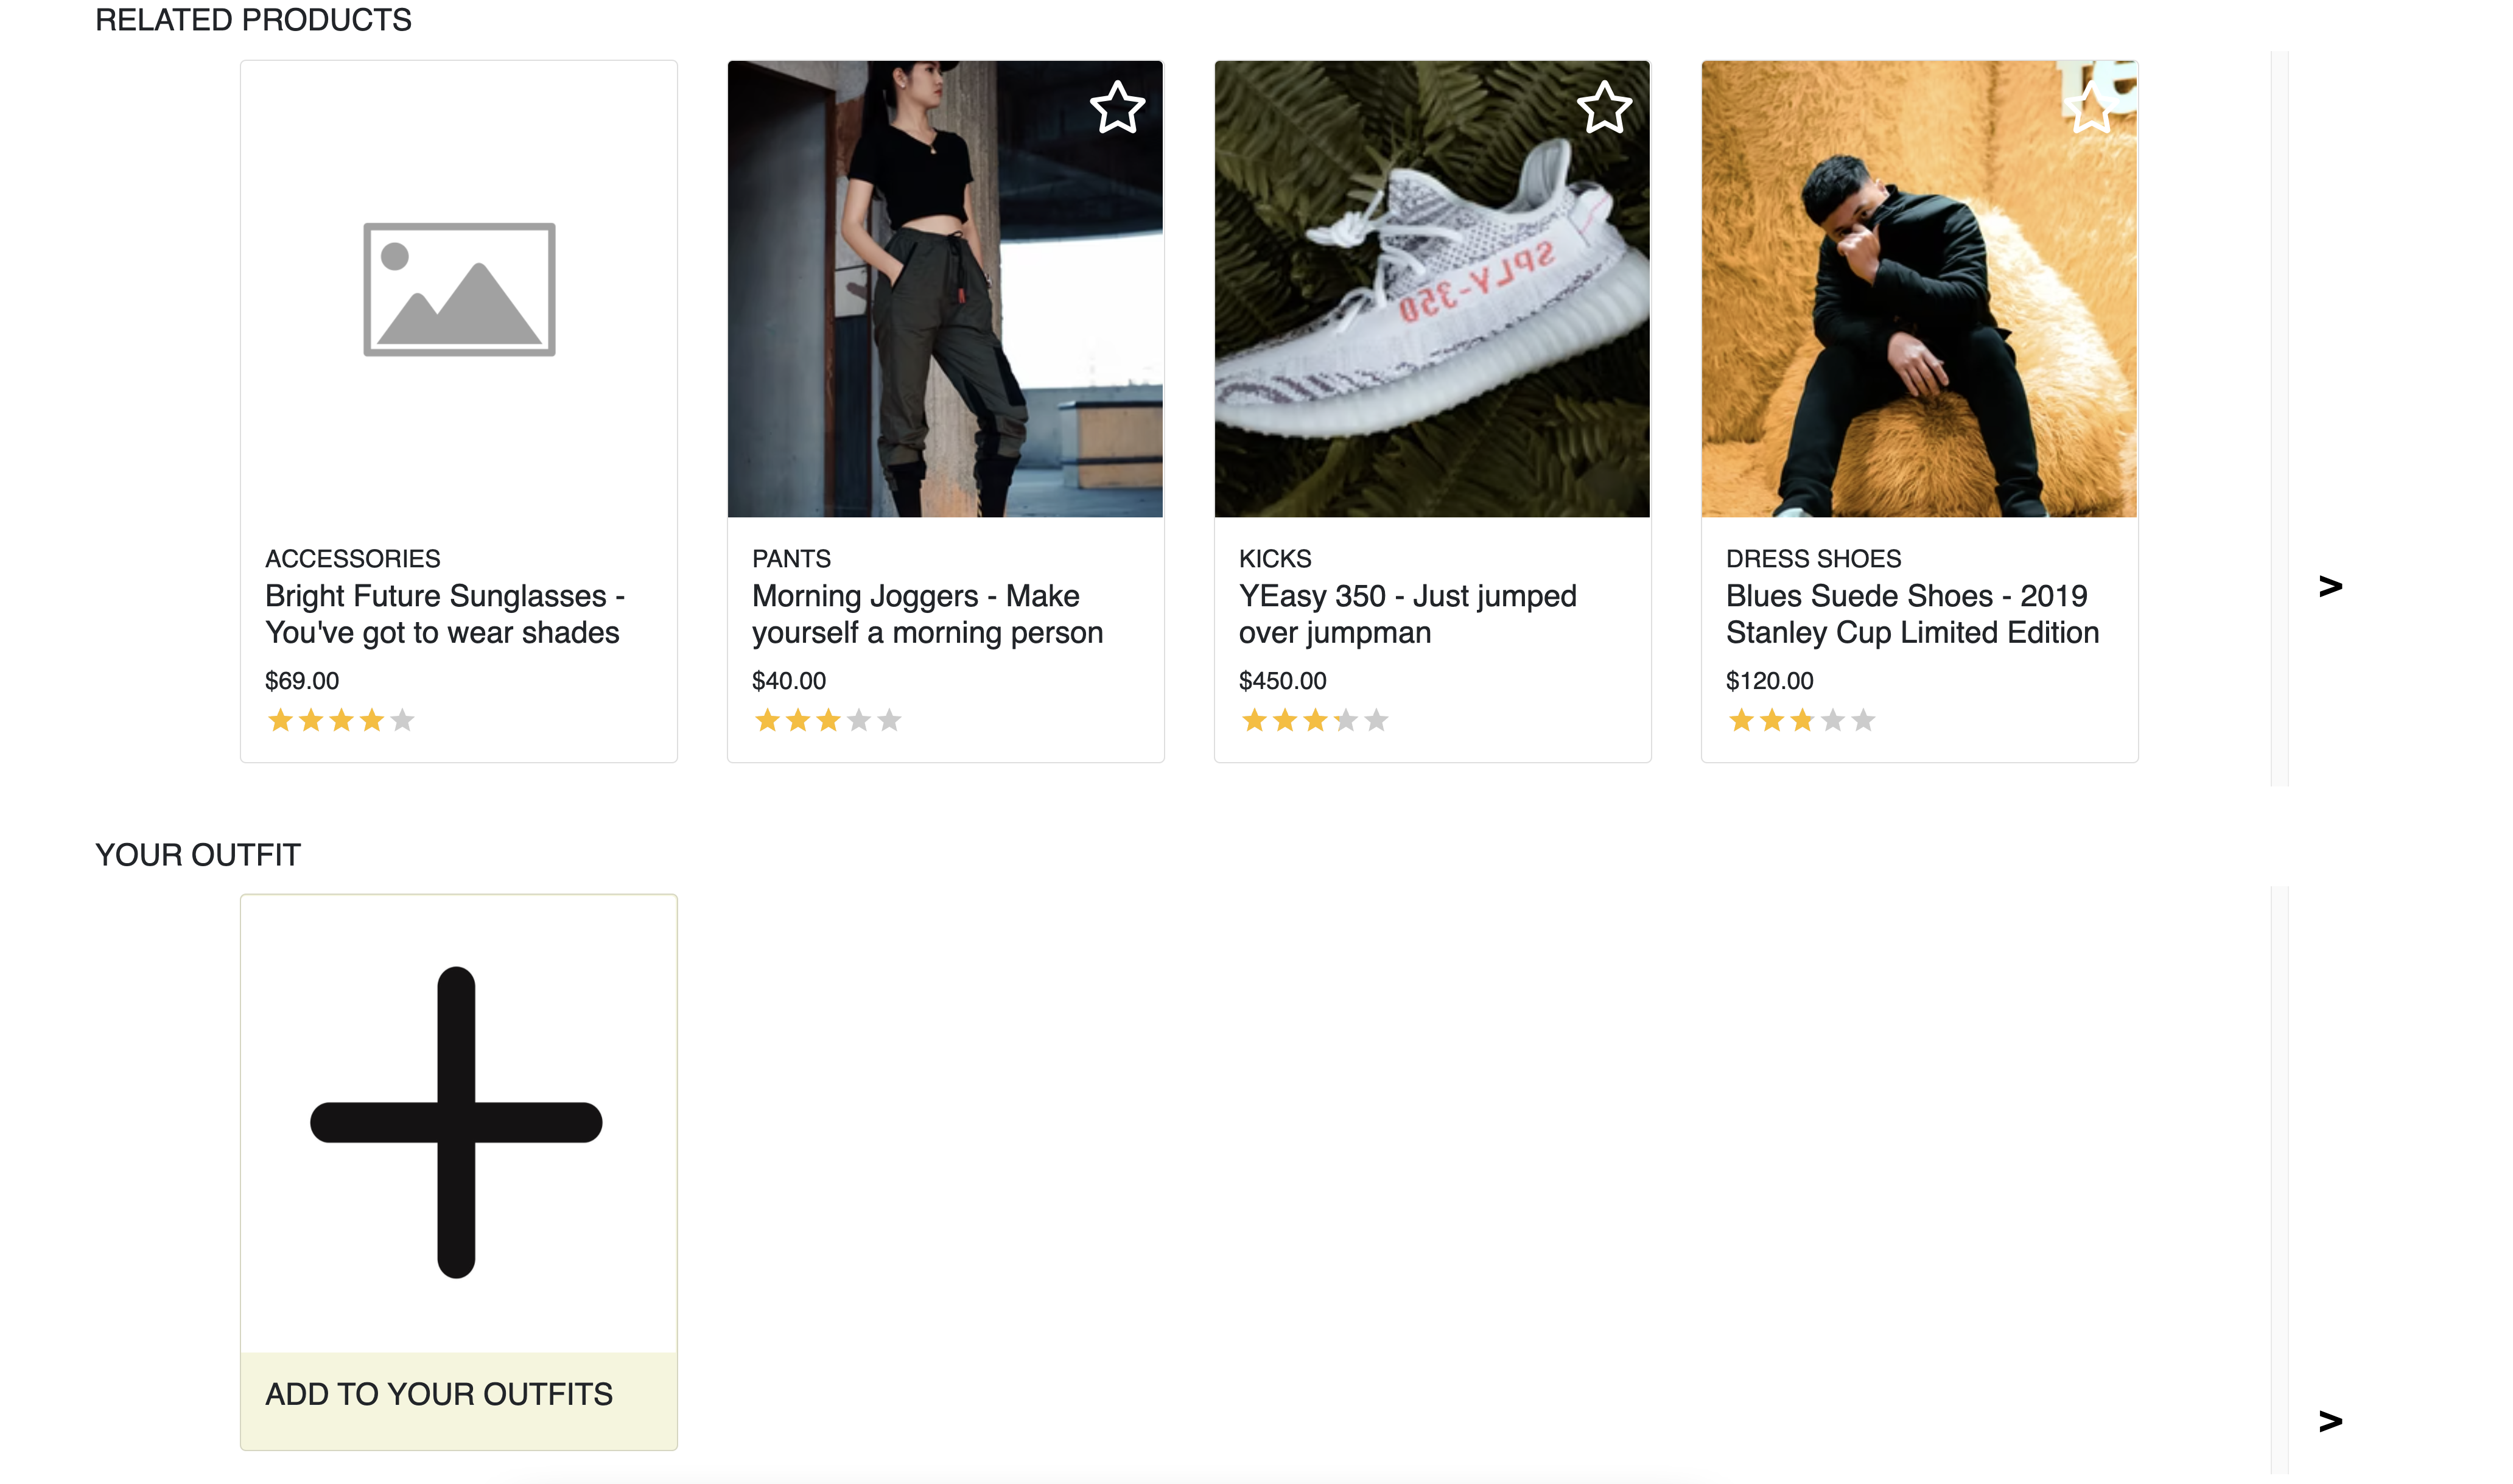 RELATED PRODUCTS
SPLY-350
ACCESSORIES
Bright Future Sunglasses -
You've got to wear shades
$69.00
PANTS
Morning Joggers - Make
yourself a morning person
$40.00
KICKS
YEasy 350 - Just jumped
over jumpman
$450.00
DRESS SHOES
Blues Suede Shoes - 2019
Stanley Cup Limited Edition
$120.00
>
YOUR OUTFIT
ADD TO YOUR OUTFITS
>